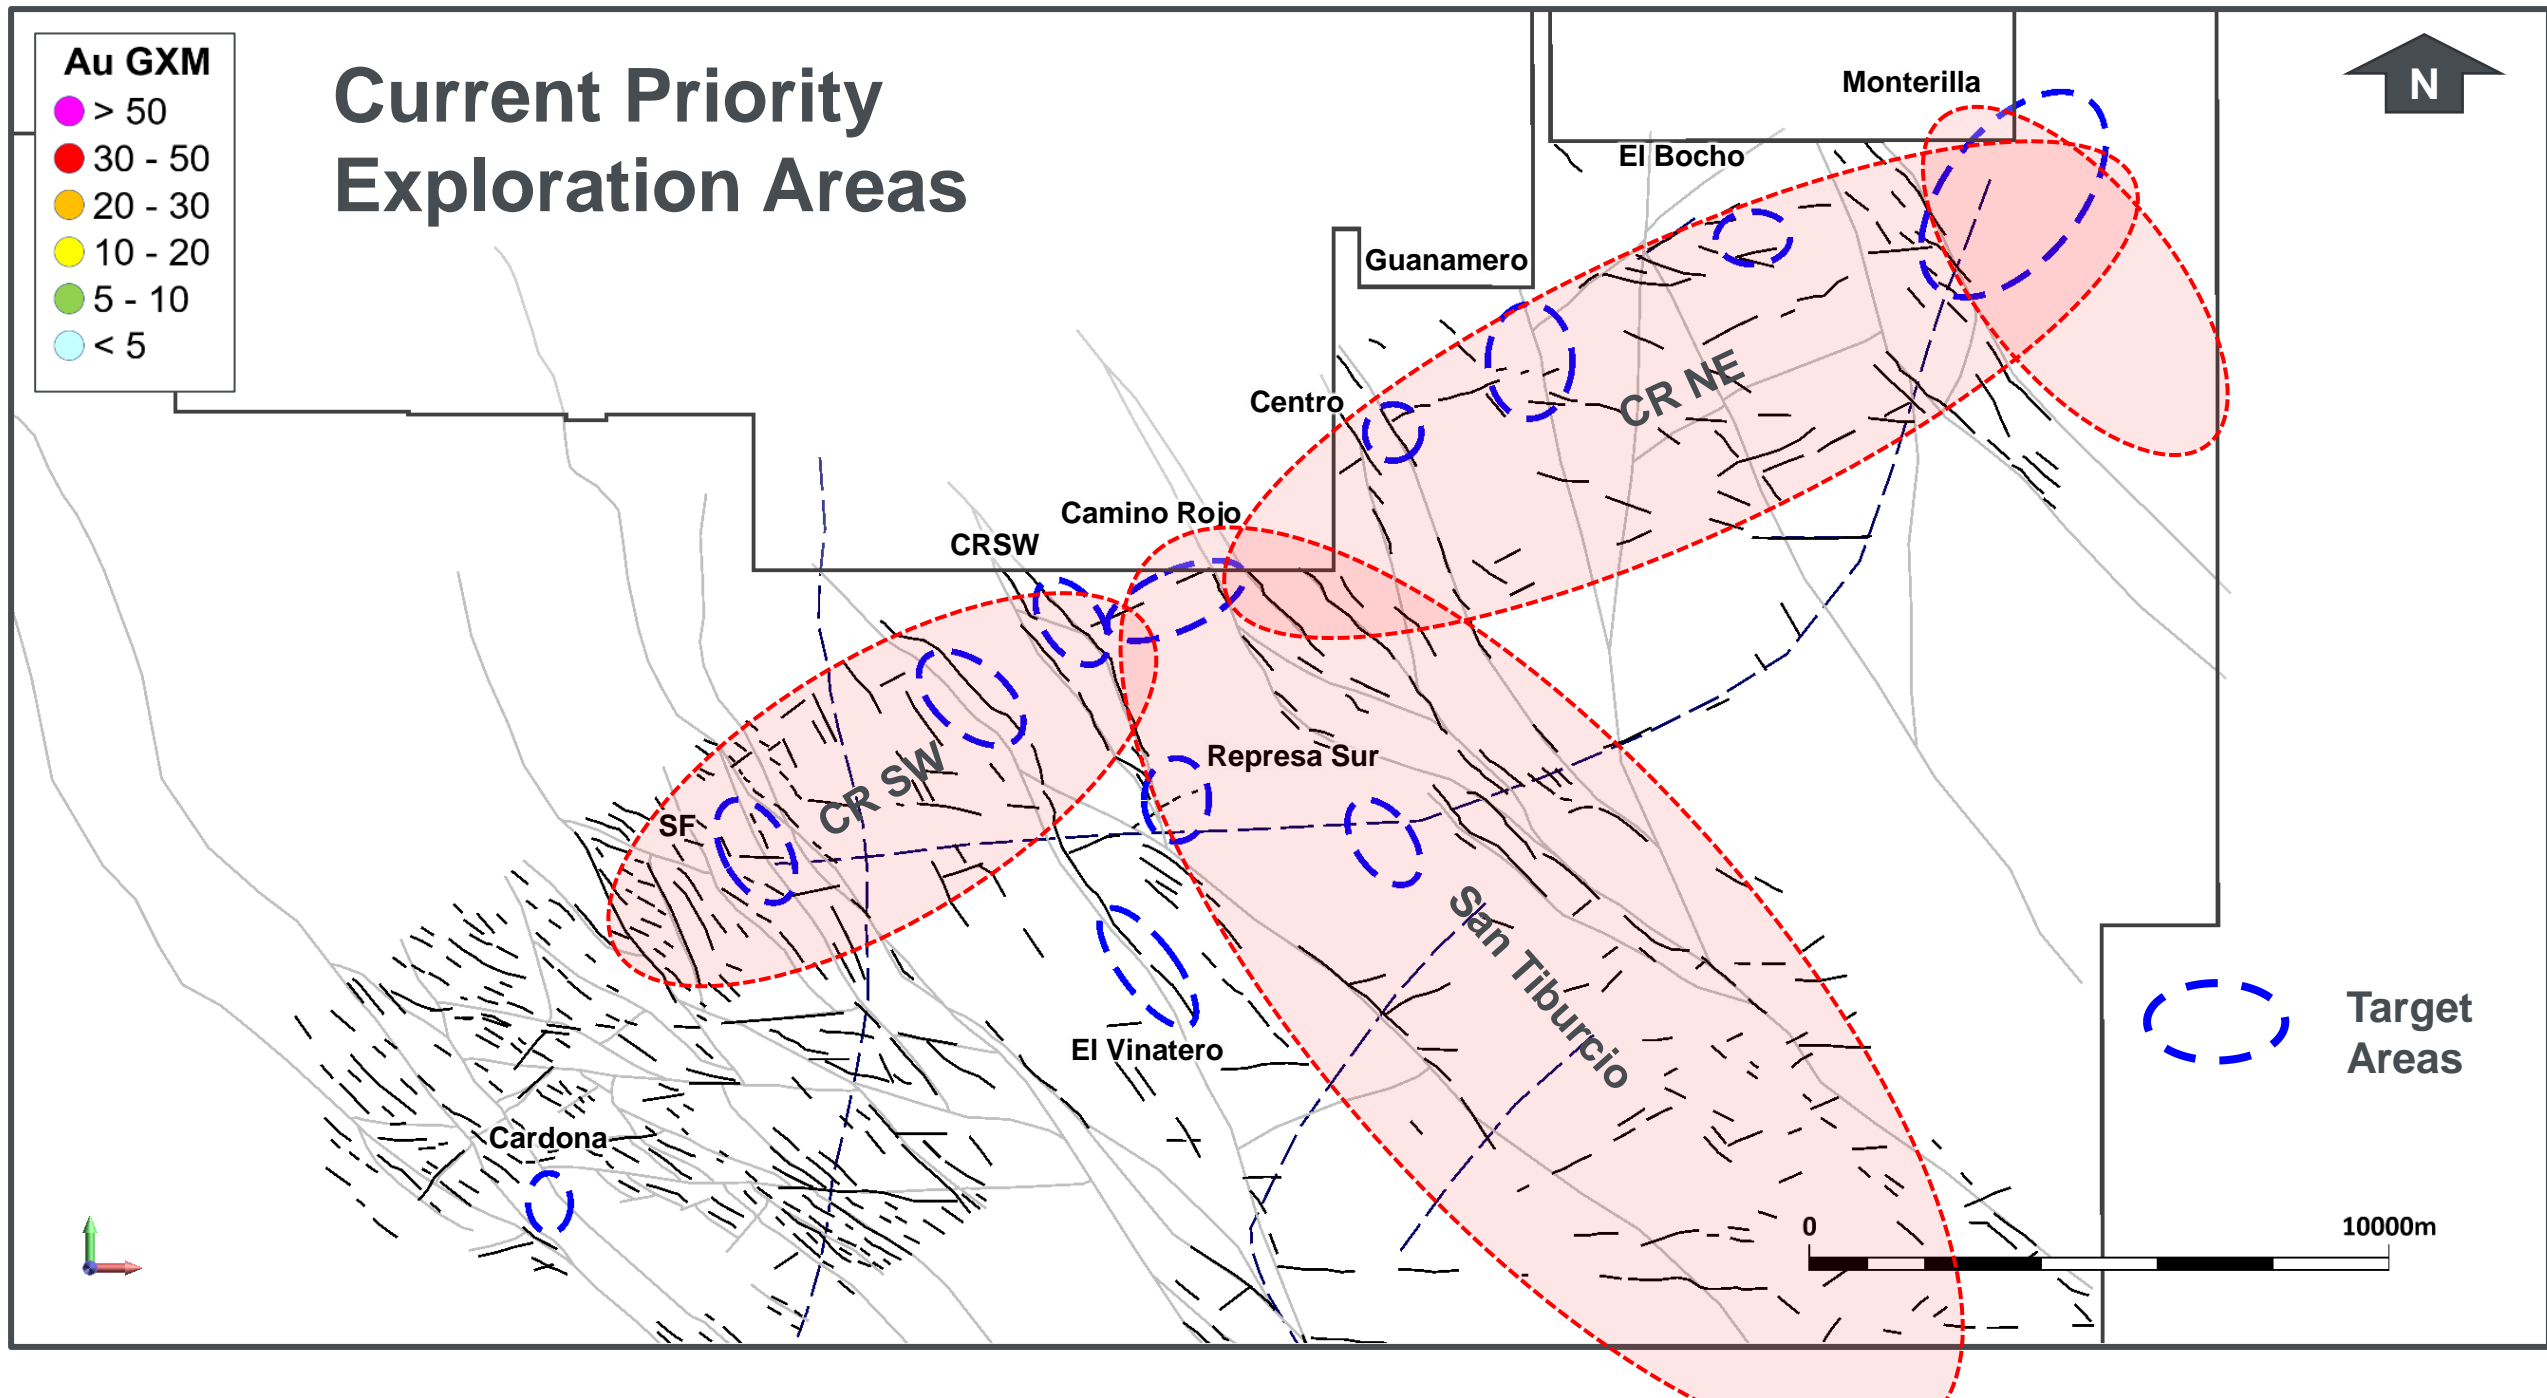 Au GXM
> 50
30 - 50
20 - 30
10 - 20
5 - 10
< 5
Current Priority
Exploration Areas
N
Monterilla
El Bocho
Guanamero
Centro
CR NE
Camino Rojo
CRSW
Represa Sur
CR SW
SF
San Tiburcio
El Vinatero
Cardona
Target
Areas
0
10000m